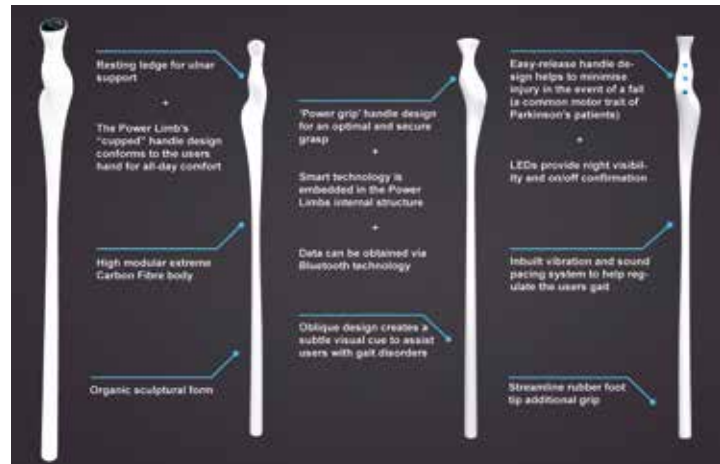 Resting ledge for ulnar
support
+
The Power Limb's
"cupped" handle design
conforms to the users
hand for all-day comfort
High modular extreme
Carbon Fibre body
Organic sculptural form
'Power grip' handle design
for an optimal and secure
grasp
+
Smart technology is
embedded in the Power
Limbs internal structure
+
Data can be obtained via
Bluetooth technology
Oblique design creates a
subtle visual cue to assist
users with gait disorders
Easy-release handle de-
sign helps to minimise
injury in the event of a fall
(a common motor trait of
Parkinson's patients)
+
LEDs provide night visibil-
ity and on/off confirmation
Inbuilt vibration and sound
pacing system to help reg-
ulate the users gait
Streamline rubber foot
tip additional grip